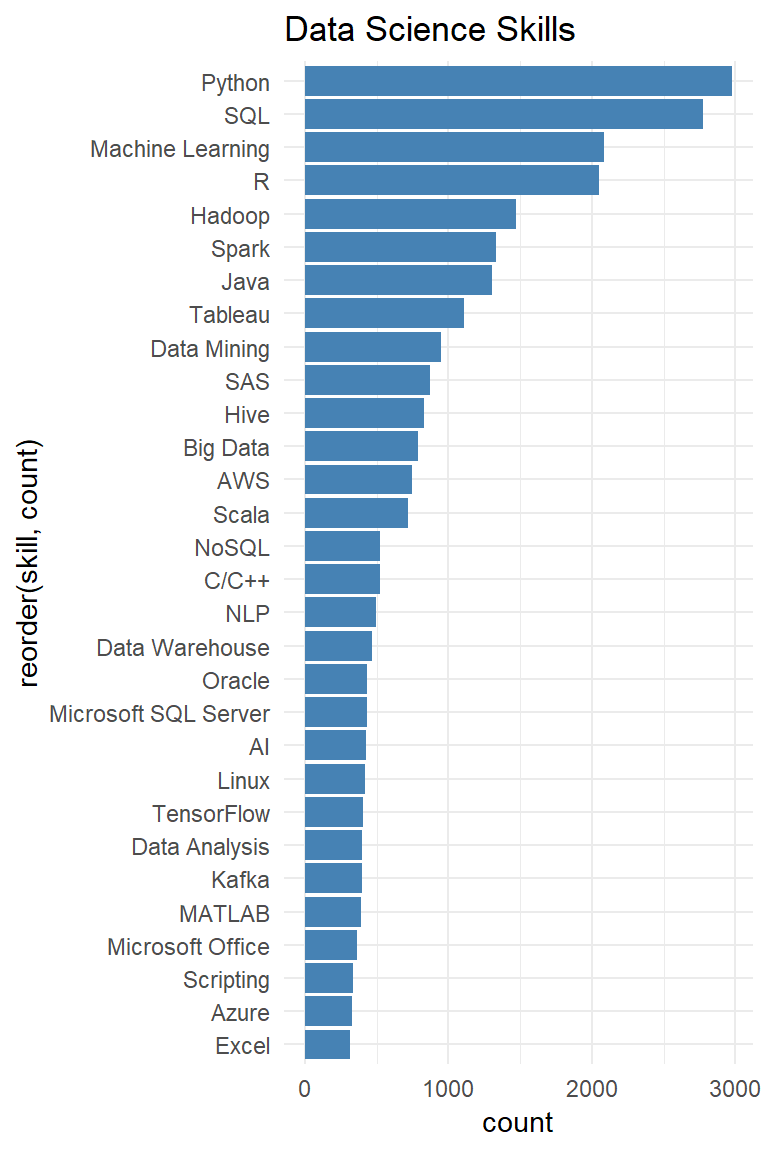 Data Science Skills
Python
SQL
Machine Learning
R
Hadoop
Spark
Java
Tableau
Data Mining
SAS
Hive
Big Data
AWS
Scala
NoSQL
C/C++
NLP
Data Warehouse
Oracle
Microsoft SQL Server
AI
Linux
TensorFlow
Data Analysis
Kafka
MATLAB
Microsoft Office
Scripting
Azure
Excel
reorder(skill, count)
0 1000 2000 3000
count